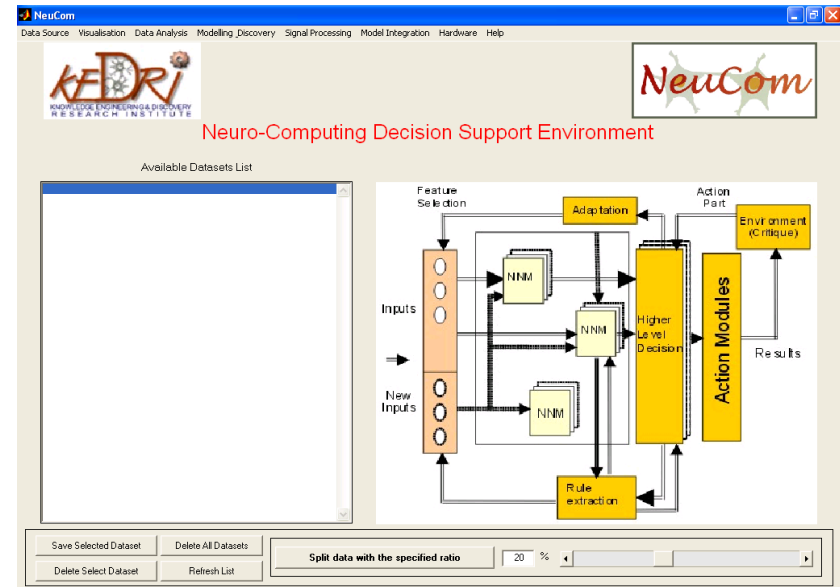 NeuCom
Data Source Visualisation Data Analysis Modelling_Discovery Signal Processing Model Integration Hardware Help
KEDRI
KNOWLEDGE ENGINEERING & DISCOVERY
RESEARCH INSTITUTE
NeuCom
Neuro-Computing Decision Support Environment
Available Datasets List
Feature
Selection
Adaptation
Action
Part
Environment
(Critique)
NNM
Inputs
NNM
Higher
Level
Decision
Action Modules
Results
New
Inputs
NNM
Rule
extraction
Save Selected Dataset
Delete All Datasets
Split data with the specified ratio
20 %
Delete Select Dataset
Refresh List